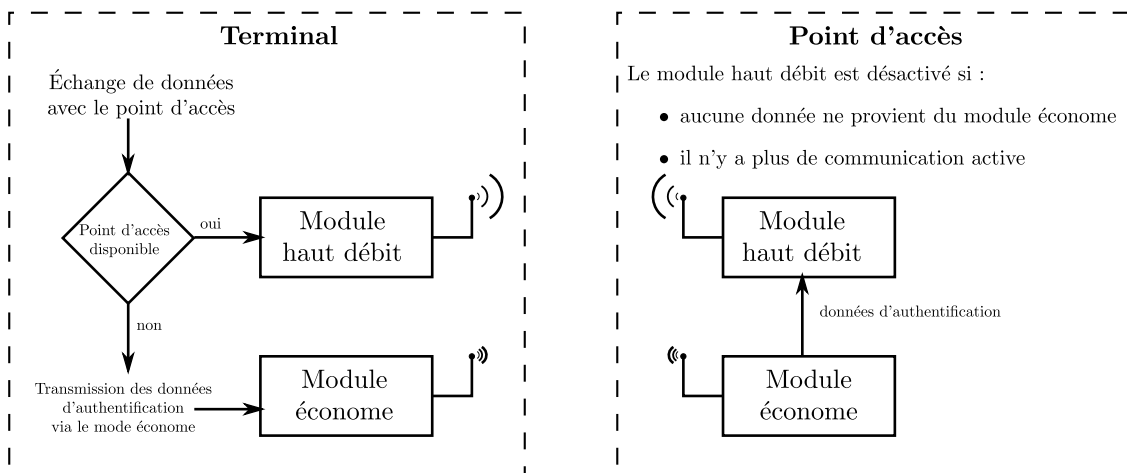 Terminal
Échange de données
avec le point d'accès
Point d'accès
disponible
oui
Module
haut débit
non
Transmission des données
d'authentification
via le mode économe
Module
économe
Point d'accès
Le module haut débit est désactivé si :
• aucune donnée ne provient du module économe
• il n'y a plus de communication active
Module
haut débit
données d'authentification
Module
économe